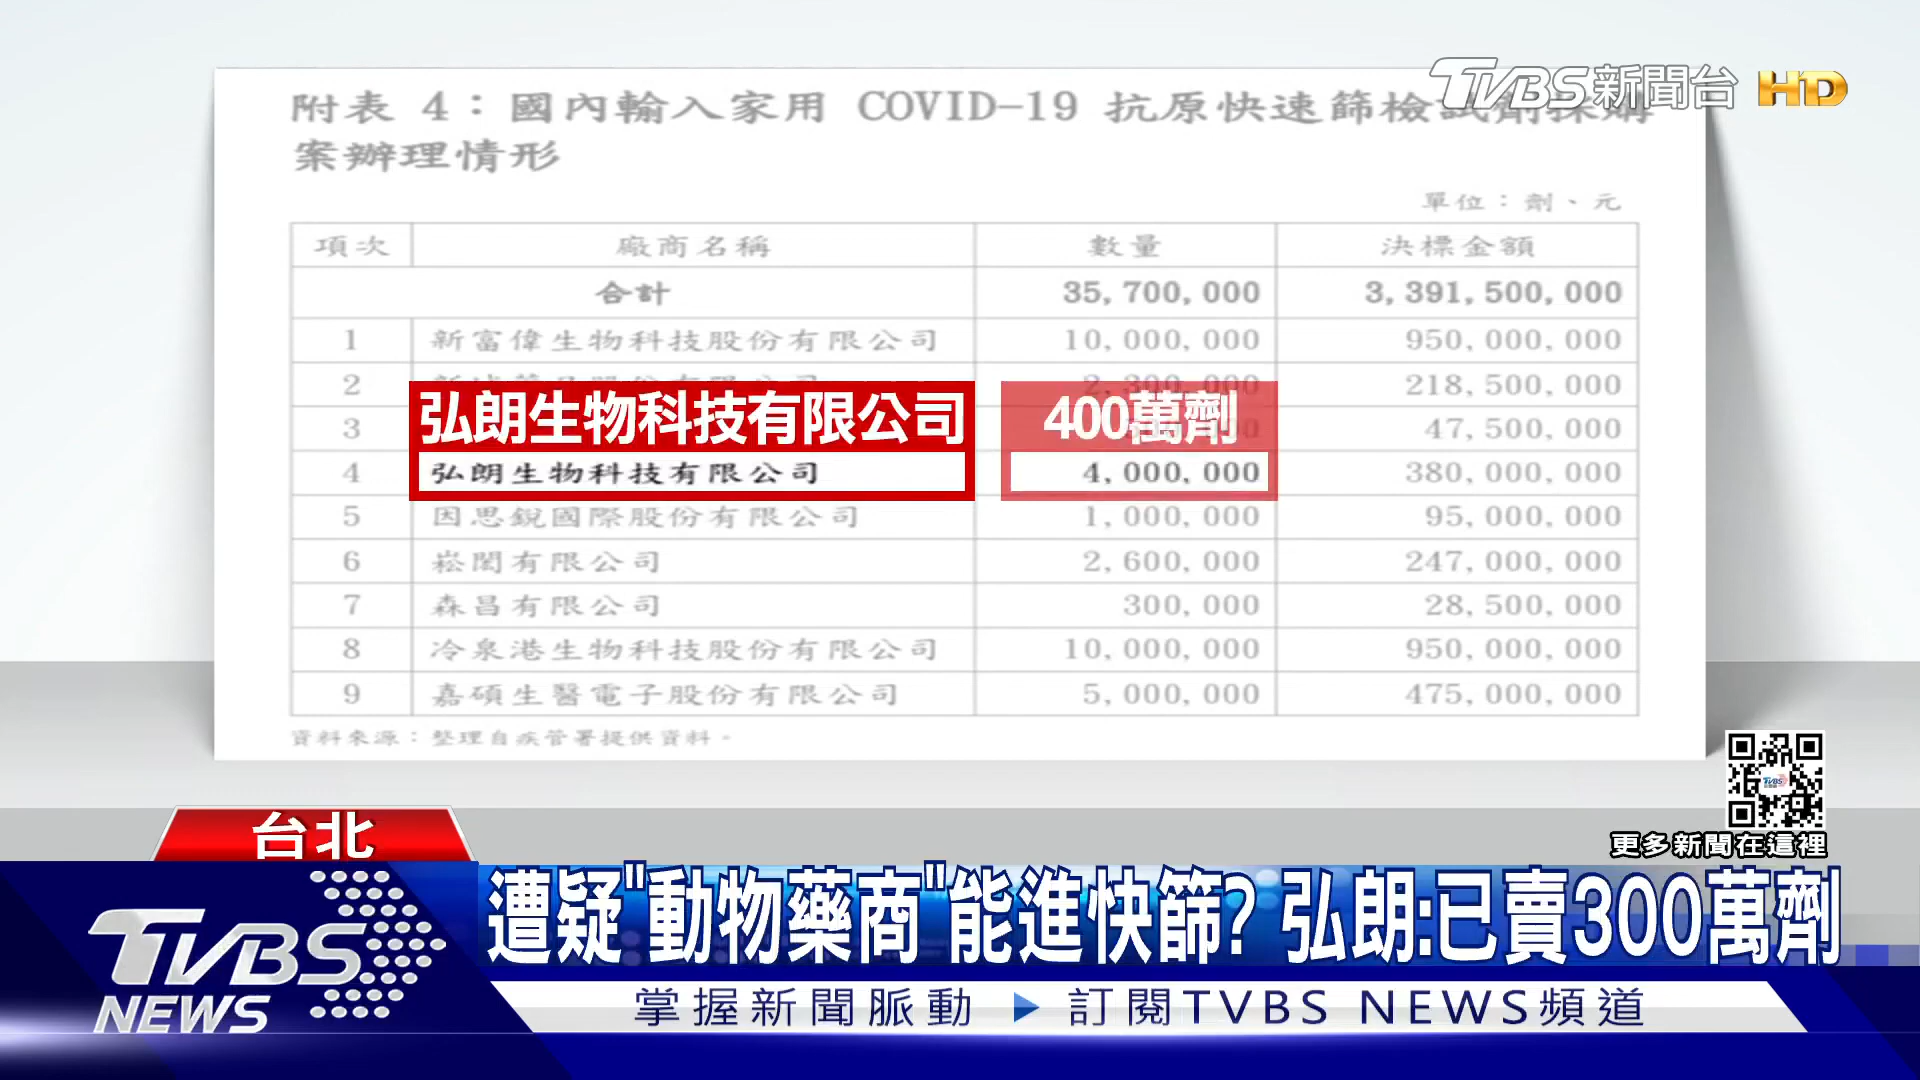 TVBS新聞台 HD
附表 4：國內輸入家用 COVID-19 抗原快速篩檢試劑採購
案辦理情形
單位：劑、元
項次 廠商名稱 數量 決標金額
合計 35,700,000 3,391,500,000
1 新富偉生物科技股份有限公司 10,000,000 950,000,000
2 218,500,000
弘朗生物科技有限公司 400萬劑
3 47,500,000
4 弘朗生物科技有限公司 4,000,000 380,000,000
5 因思銳國際股份有限公司 1,000,000 95,000,000
6 崧閎有限公司 2,600,000 247,000,000
7 森昌有限公司 300,000 28,500,000
8 冷泉港生物科技股份有限公司 10,000,000 950,000,000
9 嘉碩生醫電子股份有限公司 5,000,000 475,000,000
資料來源：整理自疾管署提供資料。
更多新聞在這裡
台北
遭疑"動物藥商"能進快篩? 弘朗:已賣300萬劑
TVBS NEWS
掌握新聞脈動 ▶ 訂閱TVBS NEWS頻道